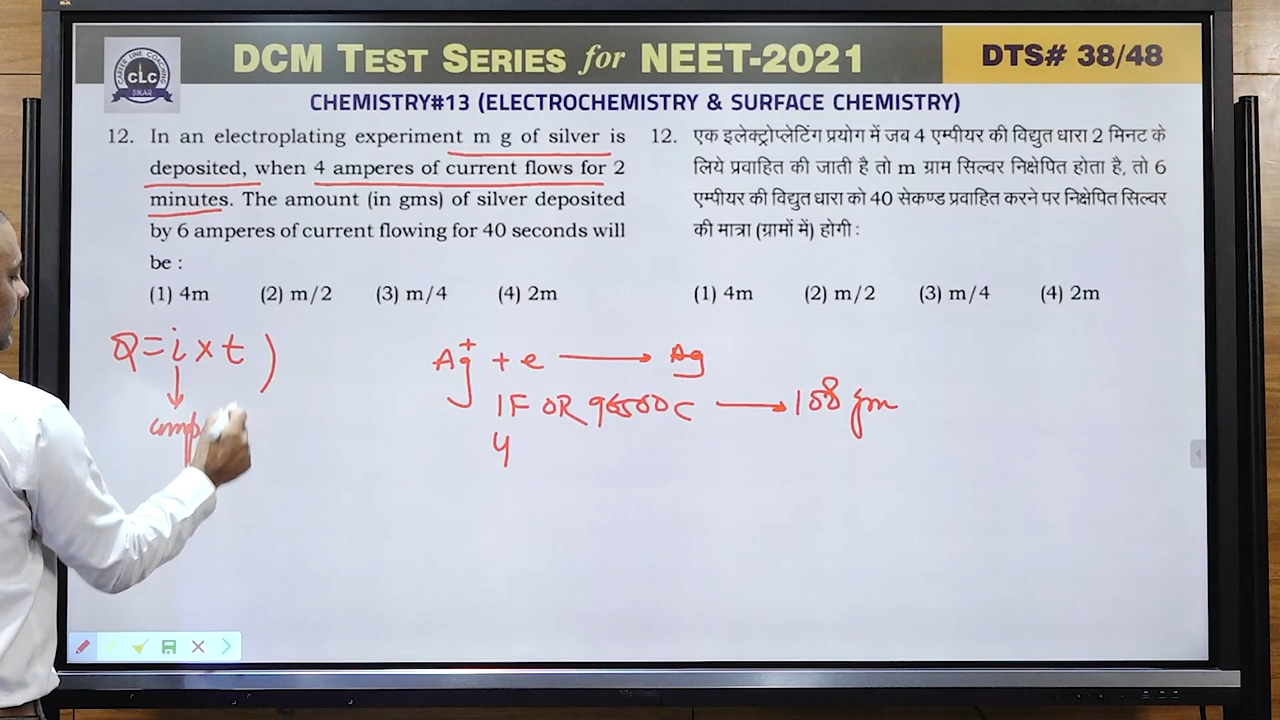 DCM TEST SERIES for NEET-2021
DTS# 38/48
CAREER LINE COACHING
CLC
SIKAR
CHEMISTRY#13 (ELECTROCHEMISTRY & SURFACE CHEMISTRY)
12. In an electroplating experiment m g of silver is
deposited, when 4 amperes of current flows for 2
minutes. The amount (in gms) of silver deposited
by 6 amperes of current flowing for 40 seconds will
be :
(1) 4m (2) m/2 (3) m/4 (4) 2m
12. एक इलेक्ट्रोप्लेटिंग प्रयोग में जब 4 एम्पीयर की विद्युत धारा 2 मिनट के
लिये प्रवाहित की जाती है तो m ग्राम सिल्वर निक्षेपित होता है, तो 6
एम्पीयर की विद्युत धारा को 40 सेकण्ड प्रवाहित करने पर निक्षेपित सिल्वर
की मात्रा (ग्रामों में) होगी :
(1) 4m (2) m/2 (3) m/4 (4) 2m
Q = i × t )
↓
Ag⁺ + e ⟶ Ag
1F OR 96500 C ⟶ 108 gm
4